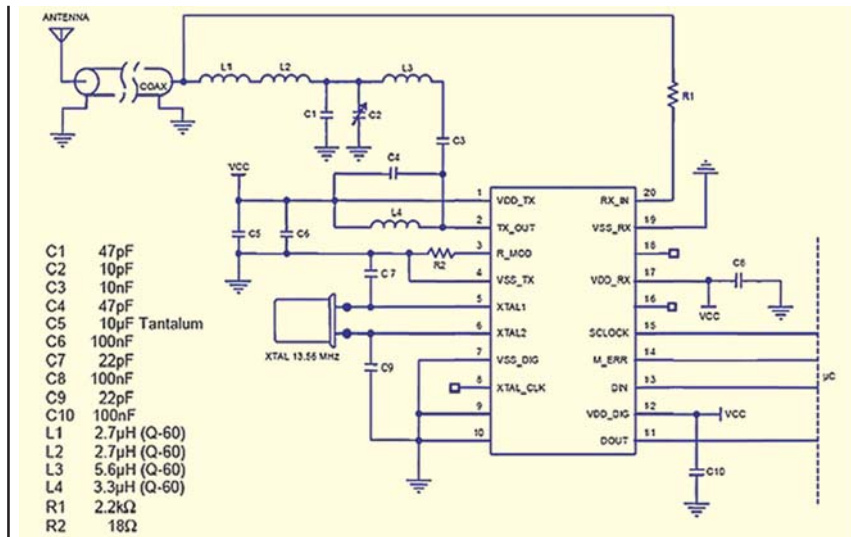 ANTENNA
COAX
L1
L2
L3
C1
C2
C3
R1
C4
VCC
L4
C5
C6
1 VDD_TX
RX_IN 20
2 TX_OUT
VSS_RX 19
3 R_MOD
18
R2
C7
4 VSS_TX
VDD_RX 17
C8
VCC
5 XTAL1
16
6 XTAL2
SCLOCK 15
XTAL 13.56 MHz
7 VSS_DIG
M_ERR 14
C9
8 XTAL_CLK
DIN 13
µC
9
VDD_DIG 12
VCC
10
DOUT 11
C10
C1 47pF
C2 10pF
C3 10nF
C4 47pF
C5 10µF Tantalum
C6 100nF
C7 22pF
C8 100nF
C9 22pF
C10 100nF
L1 2.7µH (Q-60)
L2 2.7µH (Q-60)
L3 5.6µH (Q-60)
L4 3.3µH (Q-60)
R1 2.2kΩ
R2 18Ω